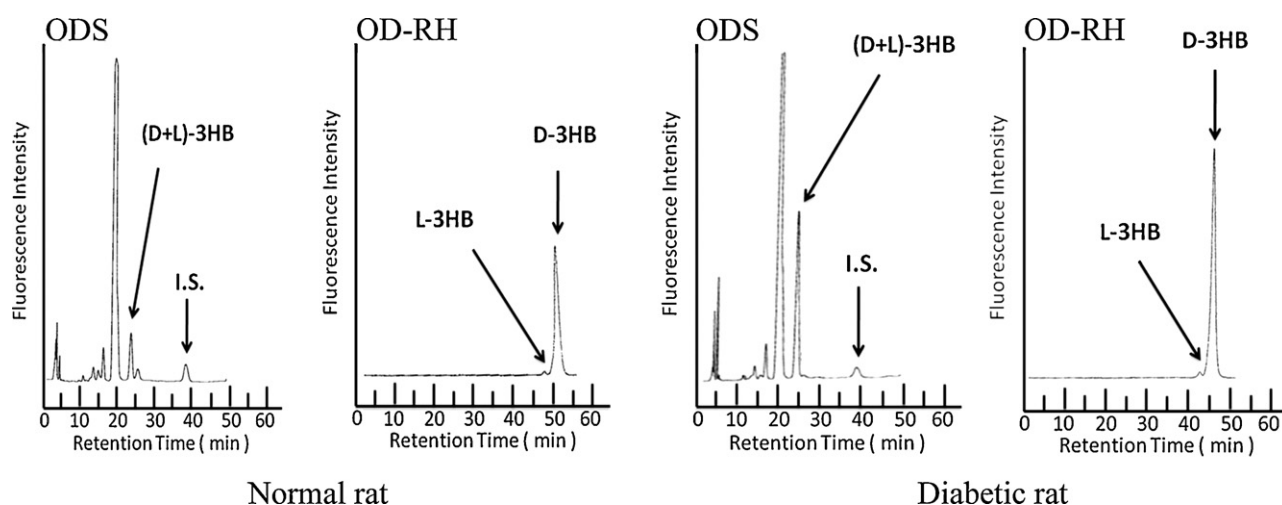 ODS
Fluorescence Intensity
(D+L)-3HB
I.S.
0 10 20 30 40 50 60
Retention Time ( min )
OD-RH
Fluorescence Intensity
D-3HB
L-3HB
0 10 20 30 40 50 60
Retention Time ( min )
Normal rat
ODS
Fluorescence Intensity
(D+L)-3HB
I.S.
0 10 20 30 40 50 60
Retention Time ( min )
OD-RH
Fluorescence Intensity
D-3HB
L-3HB
0 10 20 30 40 50 60
Retention Time ( min )
Diabetic rat